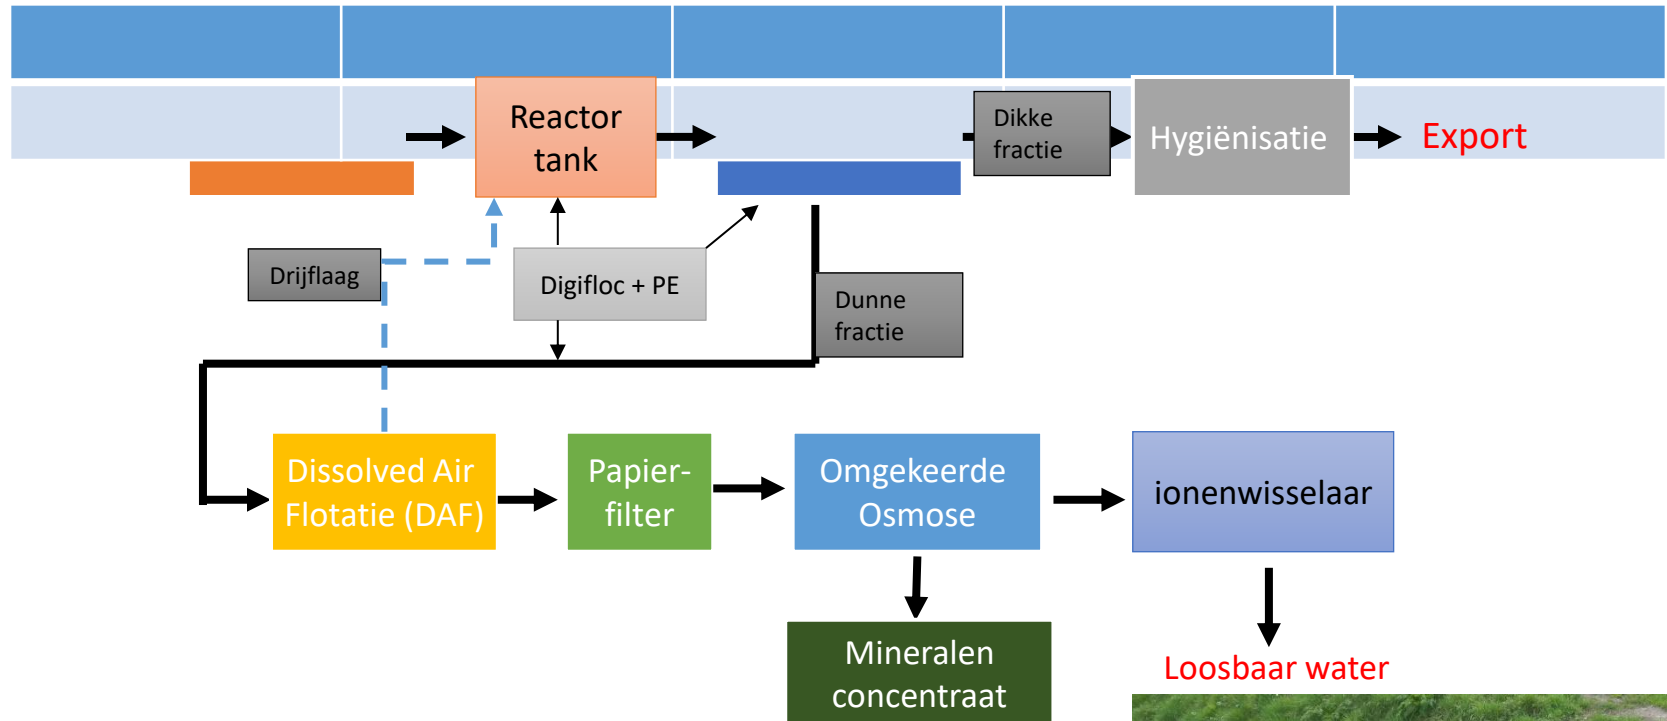 Reactor
tank
Dikke
fractie
Hygiënisatie
Export
Drijflaag
Digifloc + PE
Dunne
fractie
Dissolved Air
Flotatie (DAF)
Papier-
filter
Omgekeerde
Osmose
ionenwisselaar
Mineralen
concentraat
Loosbaar water